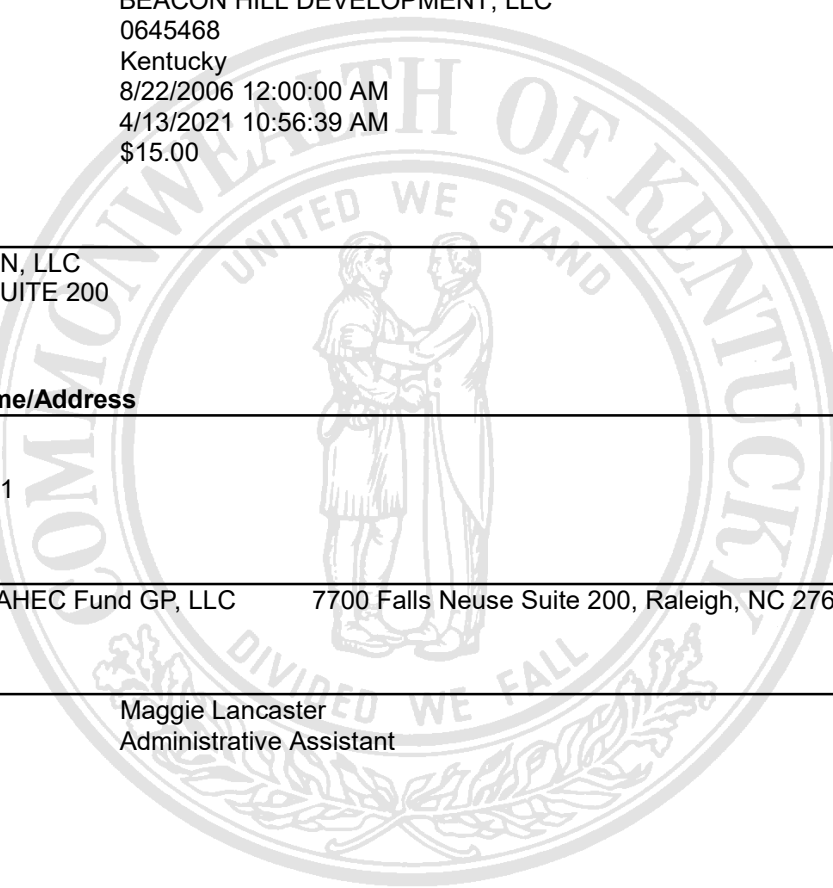 BEACON HILL DEVELOPMENT, LLC
0645468
Kentucky
8/22/2006 12:00:00 AM
4/13/2021 10:56:39 AM
$15.00
N, LLC
UITE 200
me/Address
1
AHEC Fund GP, LLC 7700 Falls Neuse Suite 200, Raleigh, NC 276
Maggie Lancaster
Administrative Assistant
COMMONWEALTH OF KENTUCKY
UNITED WE STAND
DIVIDED WE FALL